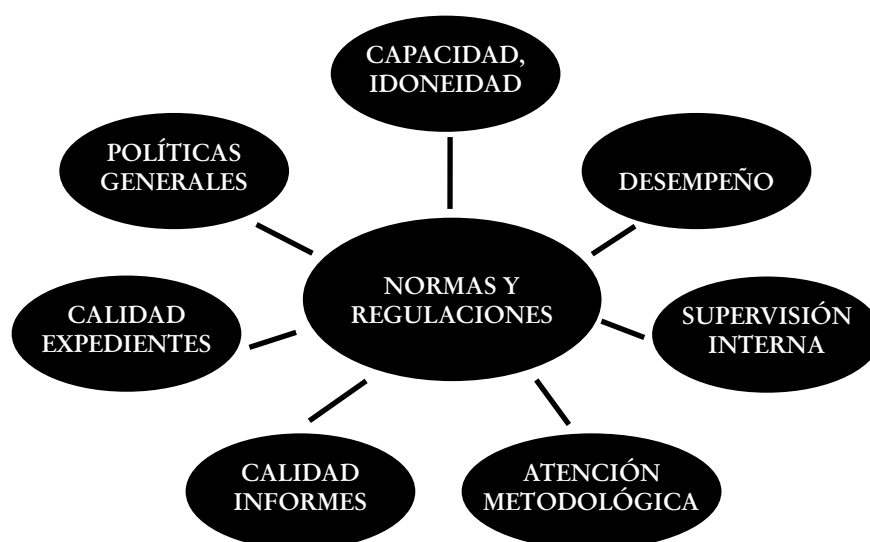 CAPACIDAD,
IDONEIDAD
POLÍTICAS
GENERALES
DESEMPEÑO
NORMAS Y
REGULACIONES
CALIDAD
EXPEDIENTES
SUPERVISIÓN
INTERNA
CALIDAD
INFORMES
ATENCIÓN
METODOLÓGICA